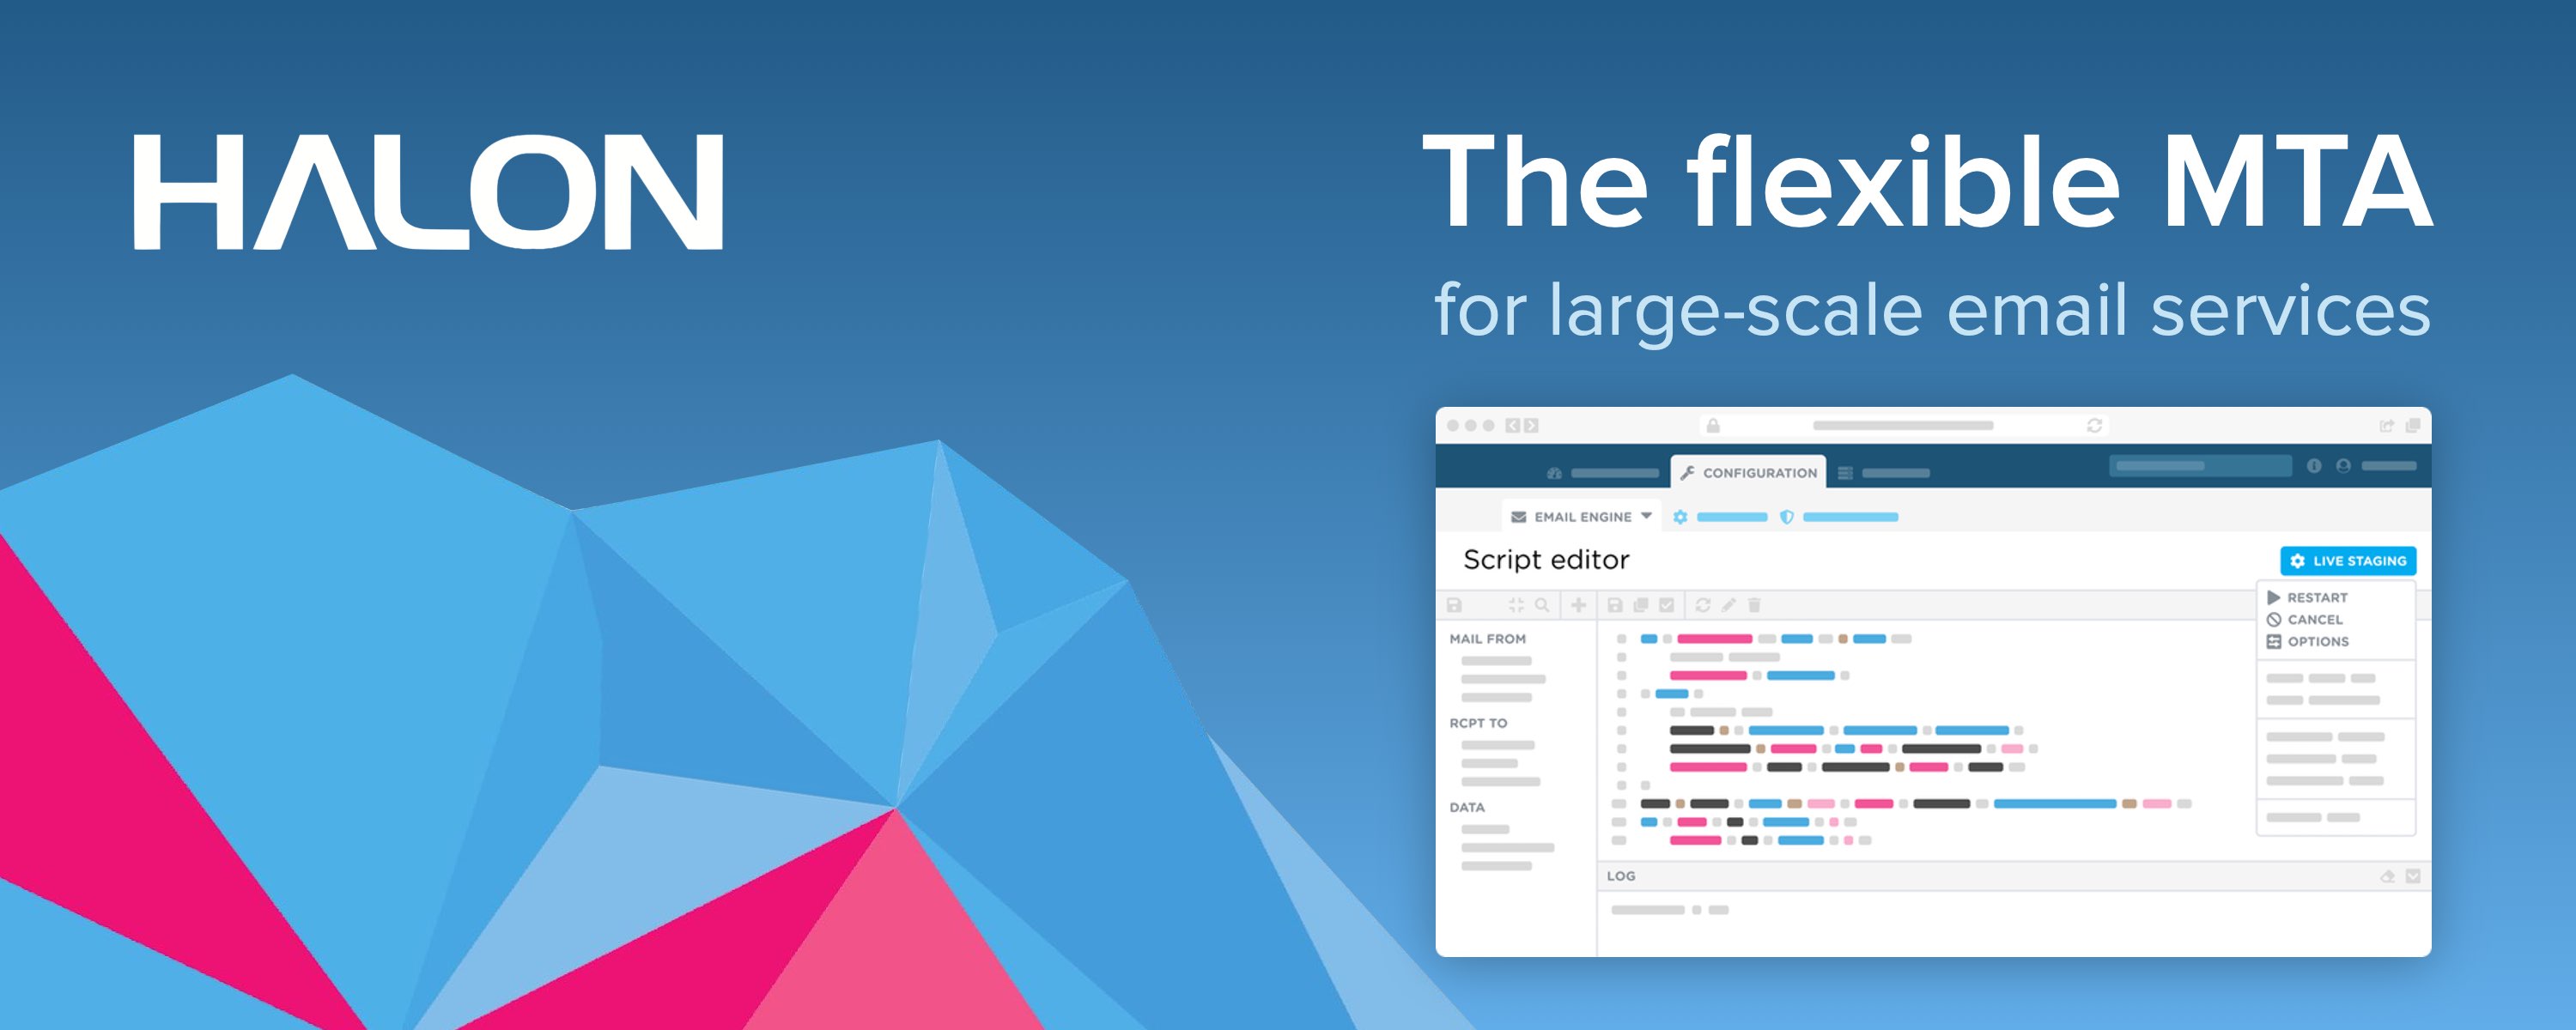 HALON
The flexible MTA
for large-scale email services
CONFIGURATION
EMAIL ENGINE
Script editor
LIVE STAGING
RESTART
CANCEL
OPTIONS
MAIL FROM
RCPT TO
DATA
LOG